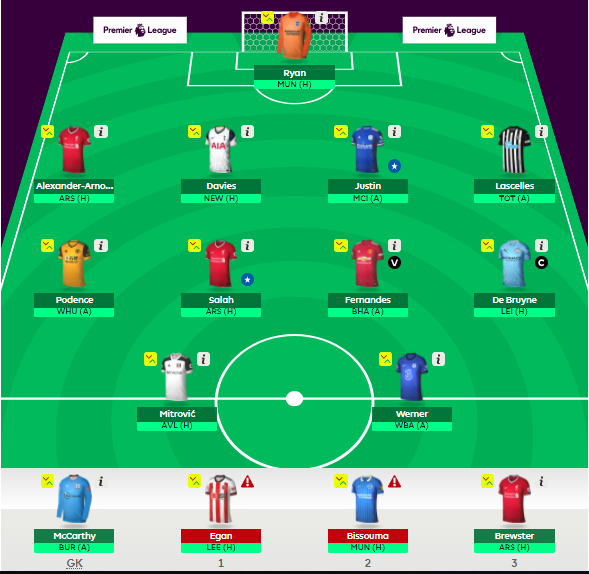 Premier League
Premier League
i
Ryan
MUN (H)
i i i i
Alexander-Arno... Davies Justin Lascelles
ARS (H) NEW (H) MCI (A) TOT (A)
i i i i
V C
Podence Salah Fernandes De Bruyne
WHU (A) ARS (H) BHA (A) LEI (H)
i i
Mitrović Werner
AVL (H) WBA (A)
i i
McCarthy Egan Bissouma Brewster
BUR (A) LEE (H) MUN (H) ARS (H)
GK 1 2 3